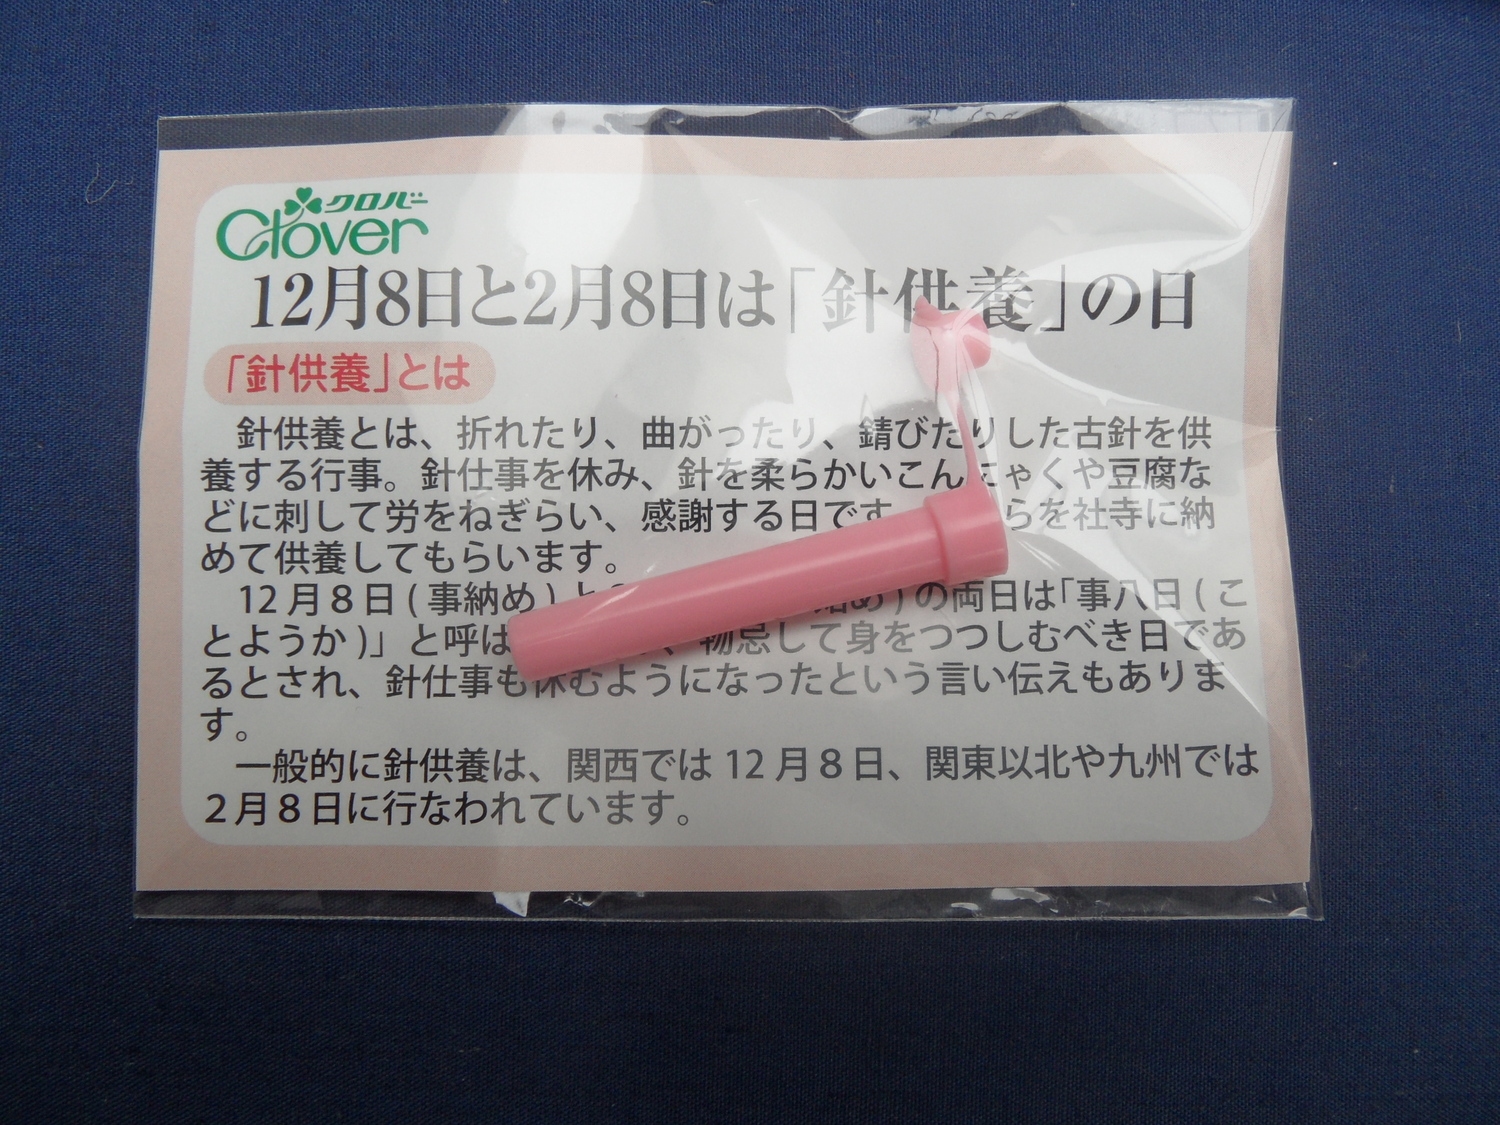 クロバー
Clover
12月8日と2月8日は「針供養」の日
「針供養」とは
針供養とは、折れたり、曲がったり、錆びたりした古針を供
養する行事。針仕事を休み、針を柔らかいこんにゃくや豆腐な
どに刺して労をねぎらい、感謝する日です らを社寺に納
めて供養してもらいます。
12月8日(事納め)と 始め)の両日は「事八日(こ
とようか)」と呼ば 、物忌して身をつつしむべき日であ
るとされ、針仕事も休むようになったという言い伝えもありま
す。
一般的に針供養は、関西では12月8日、関東以北や九州では
2月8日に行なわれています。